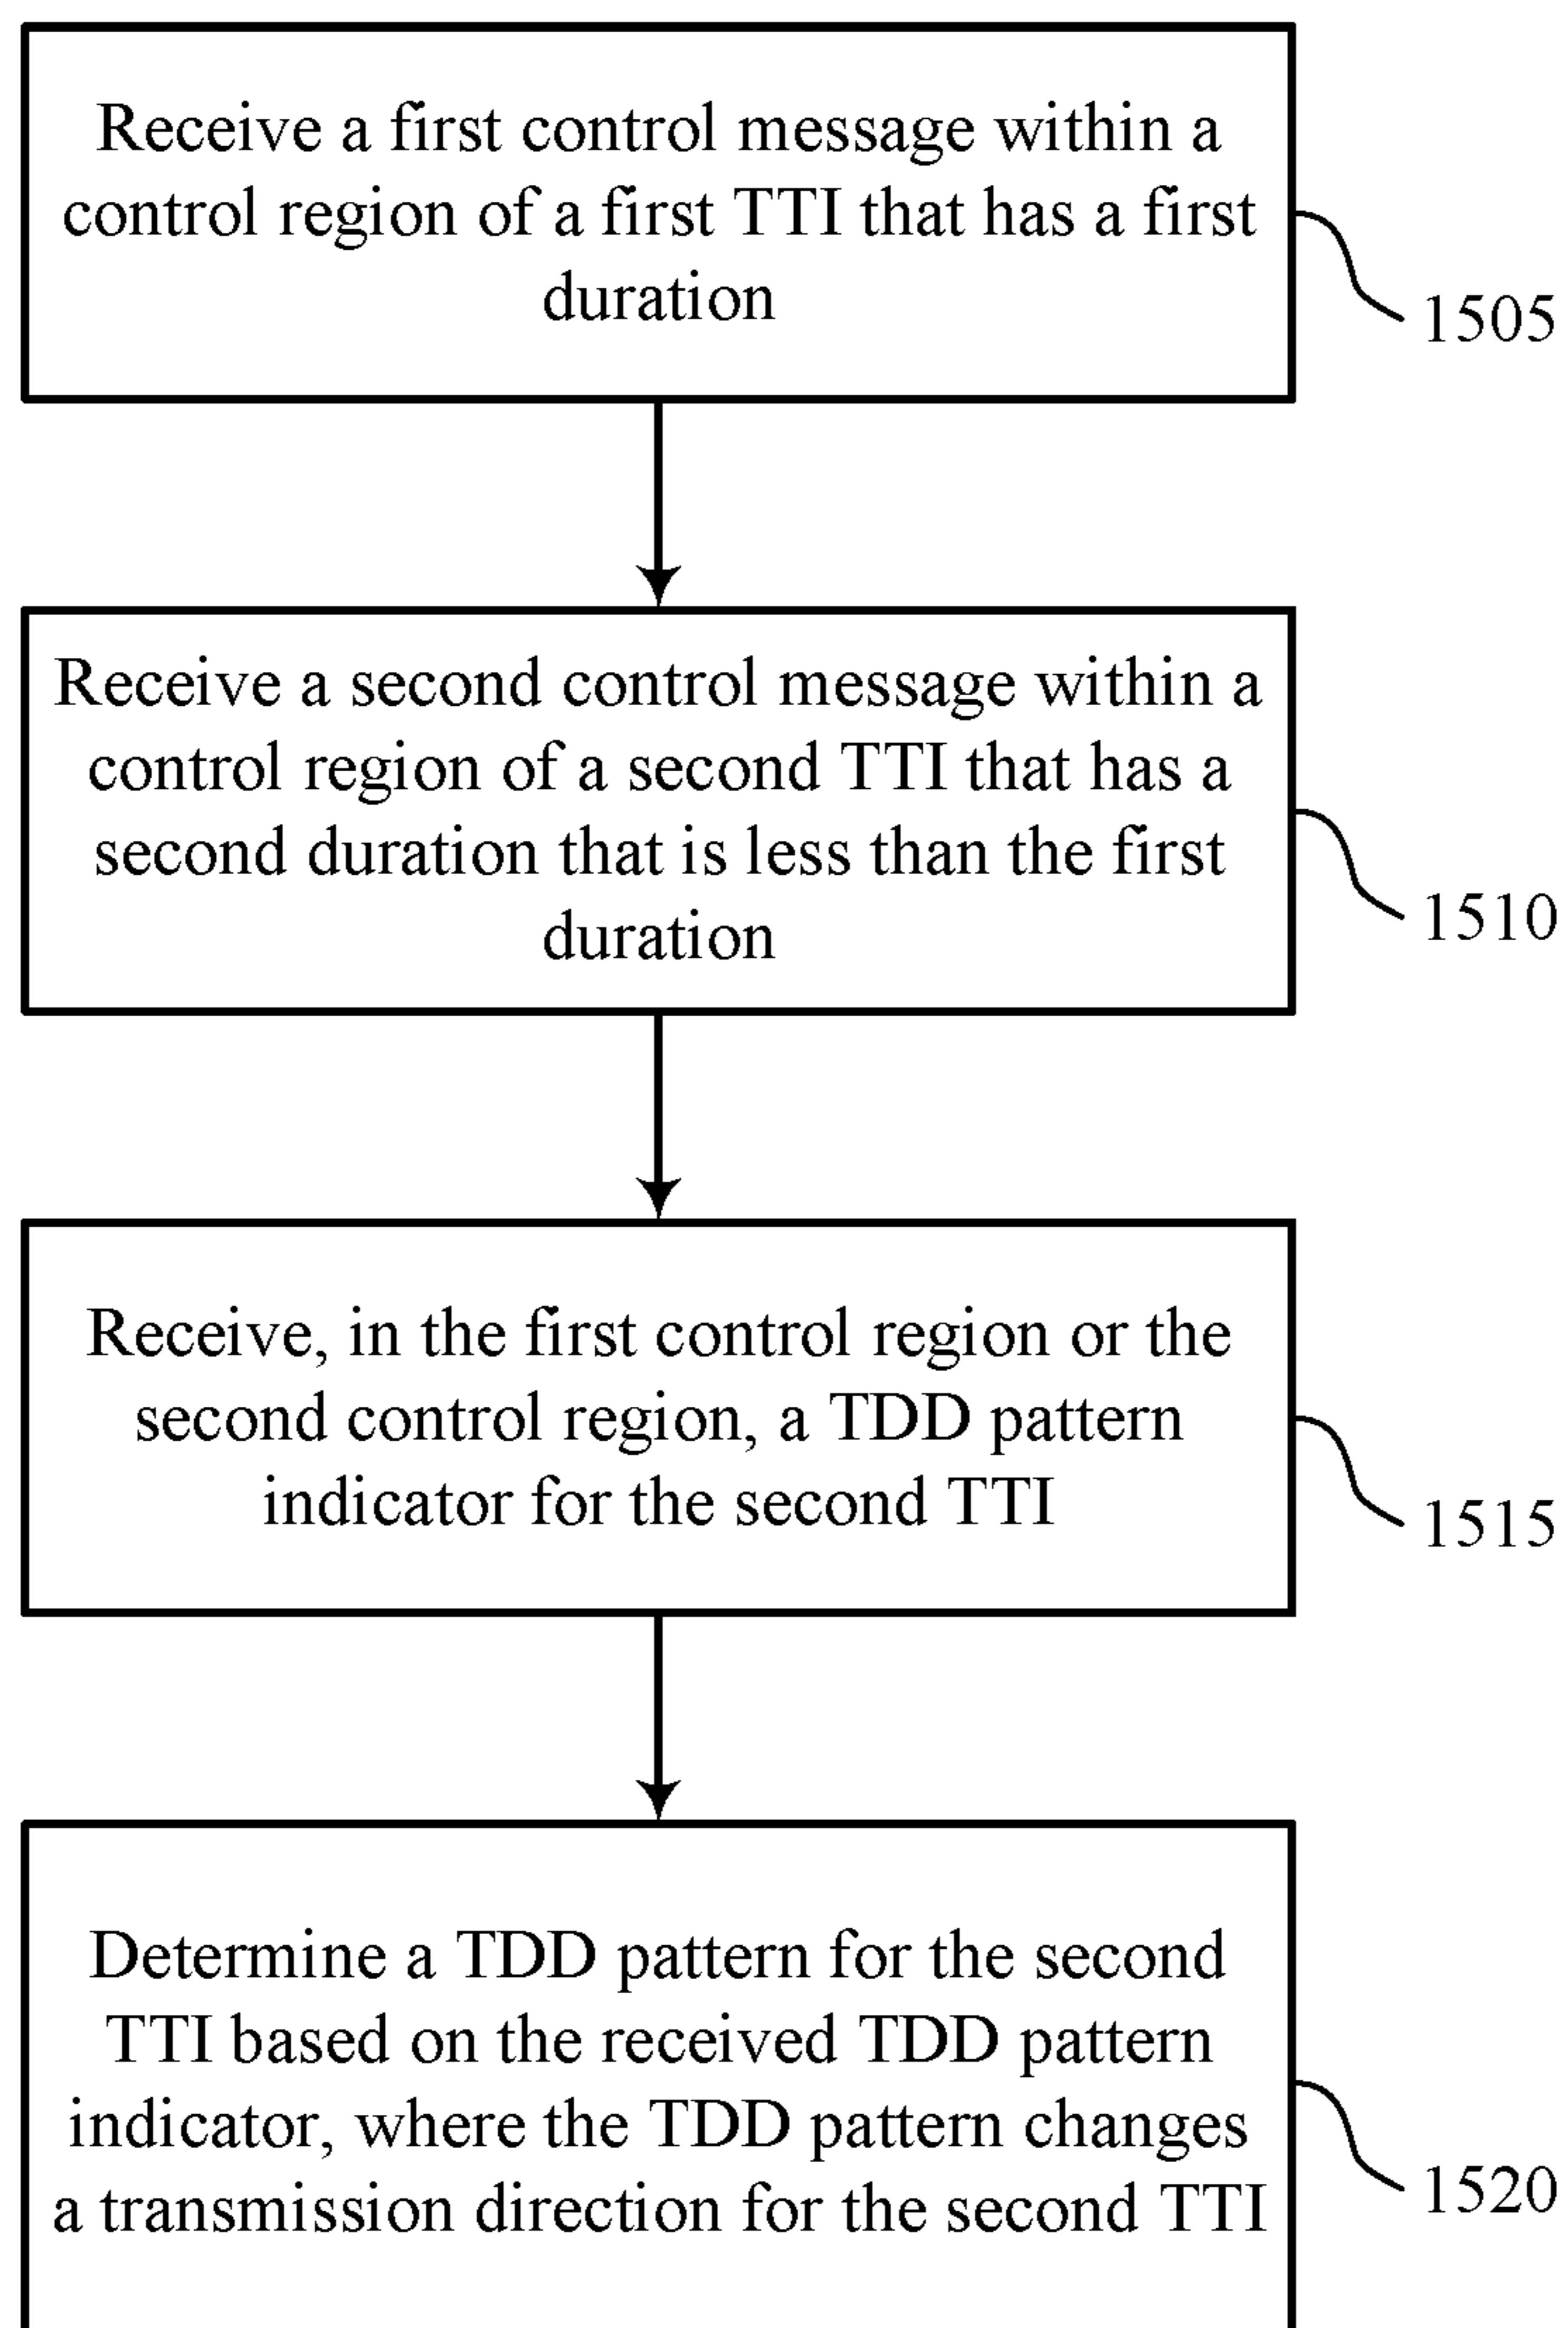 Receive a first control message within a
control region of a first TTI that has a first
duration
1505
Receive a second control message within a
control region of a second TTI that has a
second duration that is less than the first
duration
1510
Receive, in the first control region or the
second control region, a TDD pattern
indicator for the second TTI
1515
Determine a TDD pattern for the second
TTI based on the received TDD pattern
indicator, where the TDD pattern changes
a transmission direction for the second TTI
1520